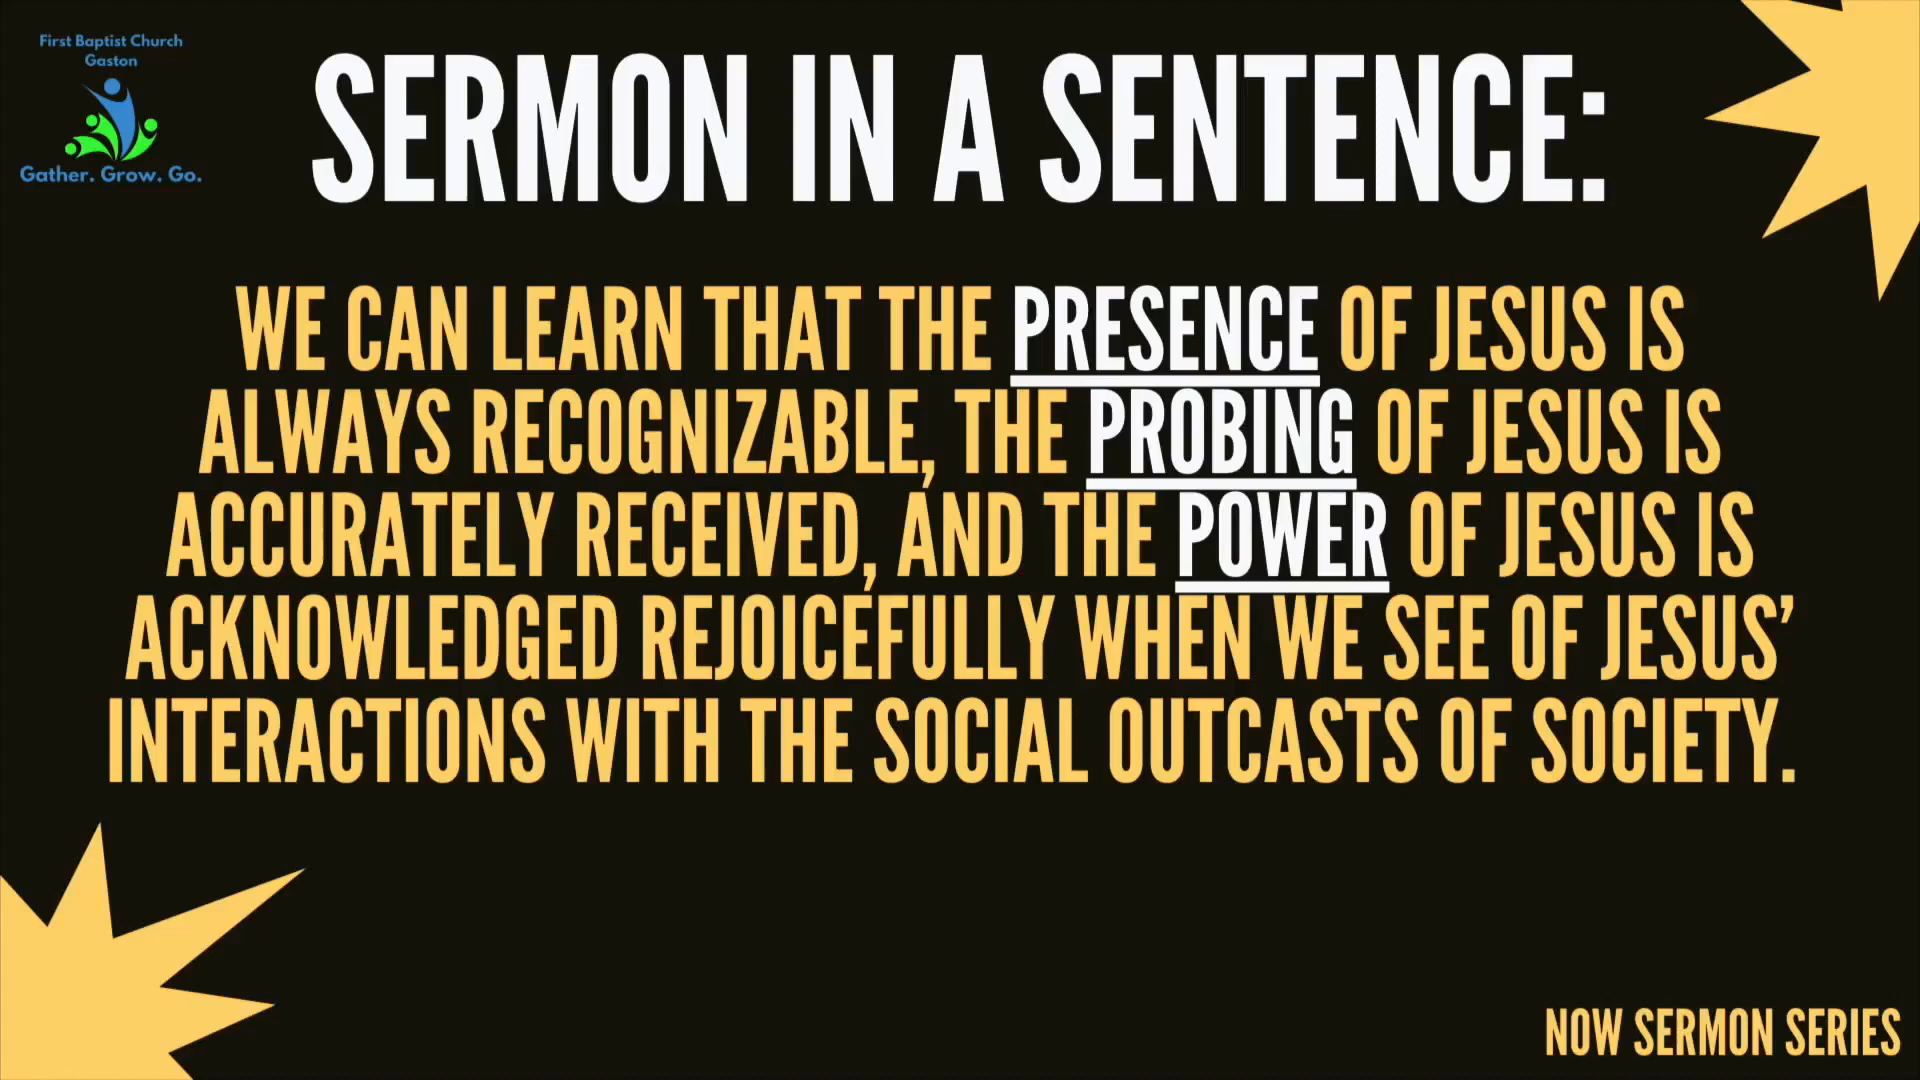 First Baptist Church
Gaston
Gather. Grow. Go.
SERMON IN A SENTENCE:
WE CAN LEARN THAT THE PRESENCE OF JESUS IS
ALWAYS RECOGNIZABLE, THE PROBING OF JESUS IS
ACCURATELY RECEIVED, AND THE POWER OF JESUS IS
ACKNOWLEDGED REJOICEFULLY WHEN WE SEE OF JESUS’
INTERACTIONS WITH THE SOCIAL OUTCASTS OF SOCIETY.
NOW SERMON SERIES